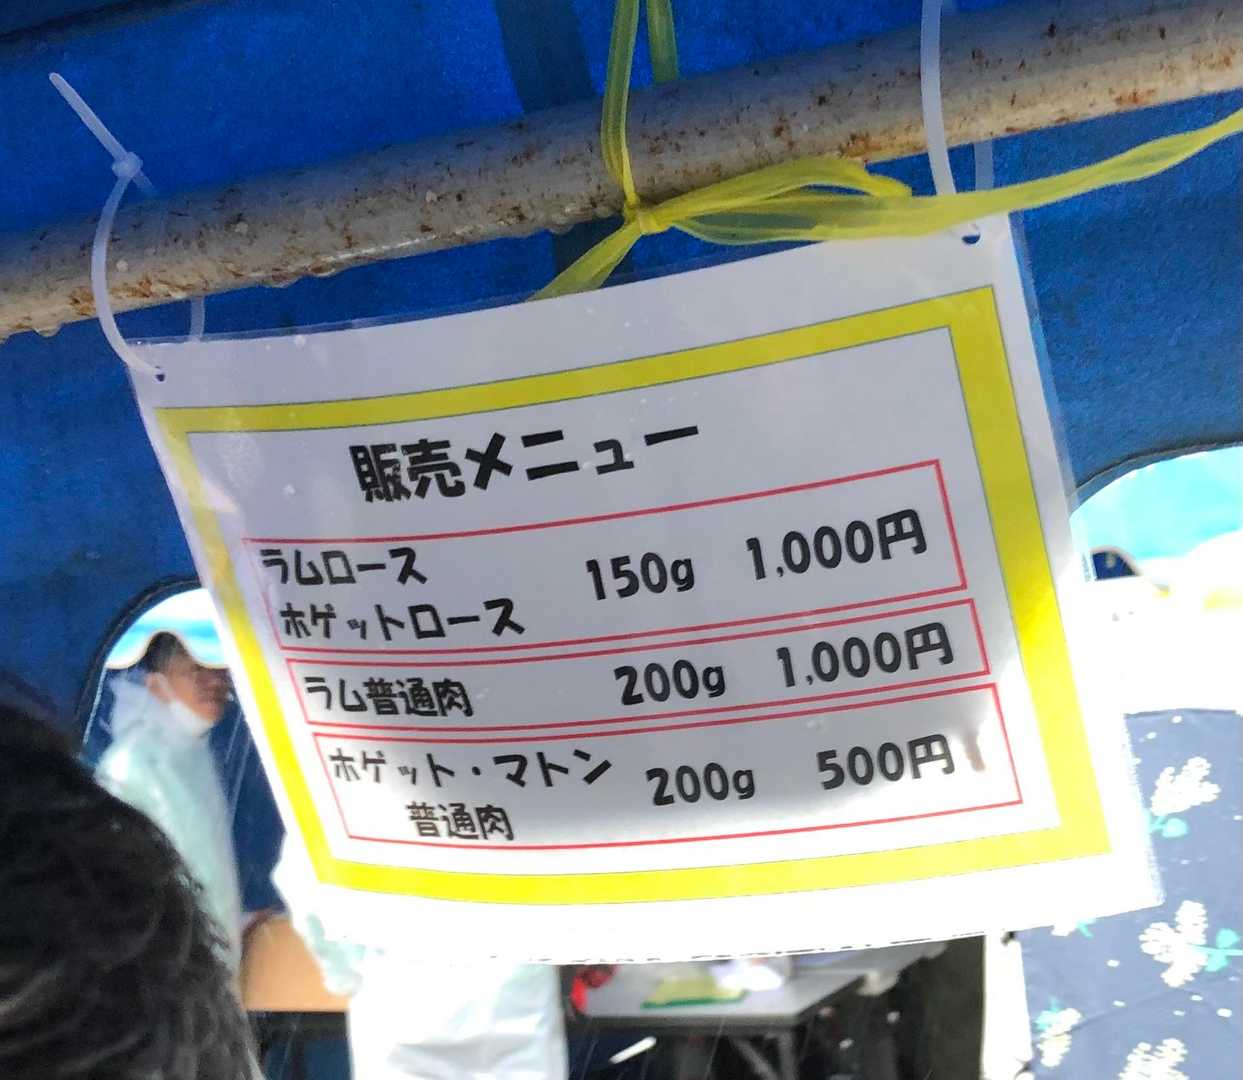 販売メニュー
ラムロース
ホゲットロース 150g 1,000円
ラム普通肉 200g 1,000円
ホゲット・マトン
普通肉 200g 500円